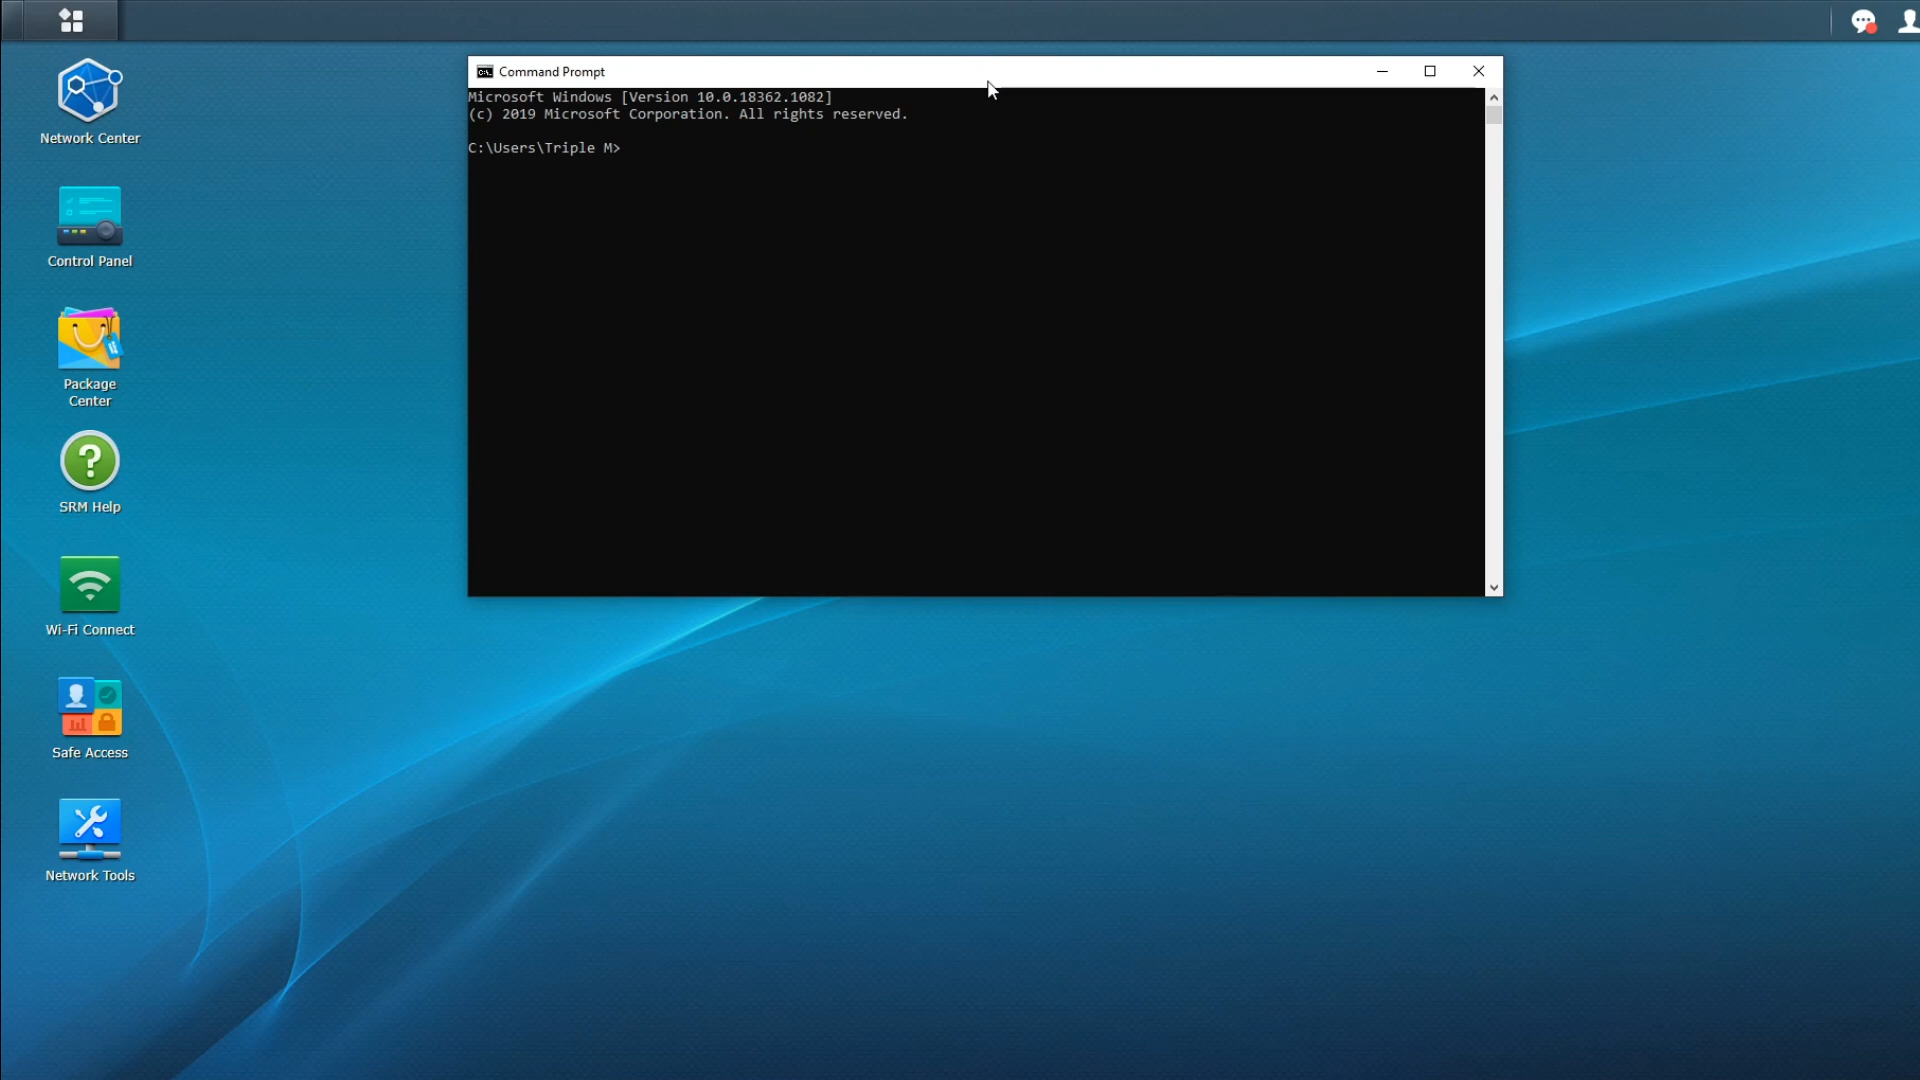 Command Prompt
Microsoft Windows [Version 10.0.18362.1082]
(c) 2019 Microsoft Corporation. All rights reserved.
C:\Users\Triple M>
Network Center
Control Panel
Package
Center
SRM Help
Wi-Fi Connect
Safe Access
Network Tools